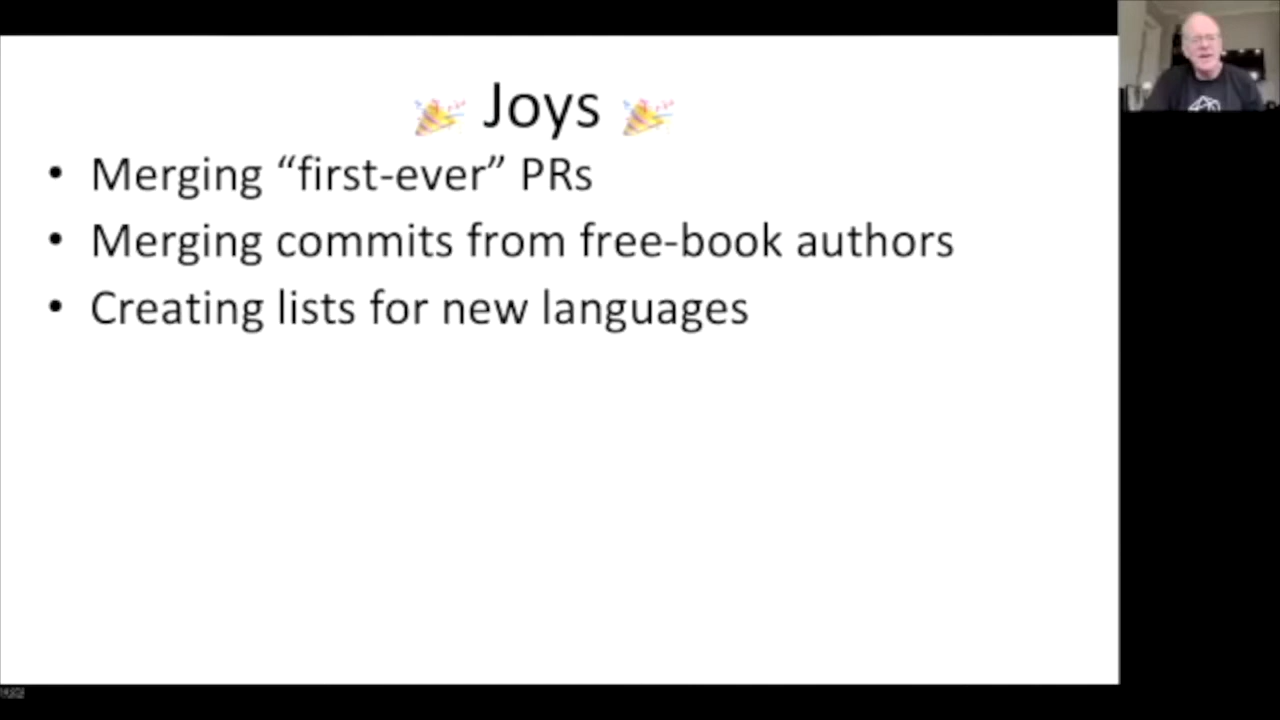 Joys
• Merging “first-ever” PRs
• Merging commits from free-book authors
• Creating lists for new languages